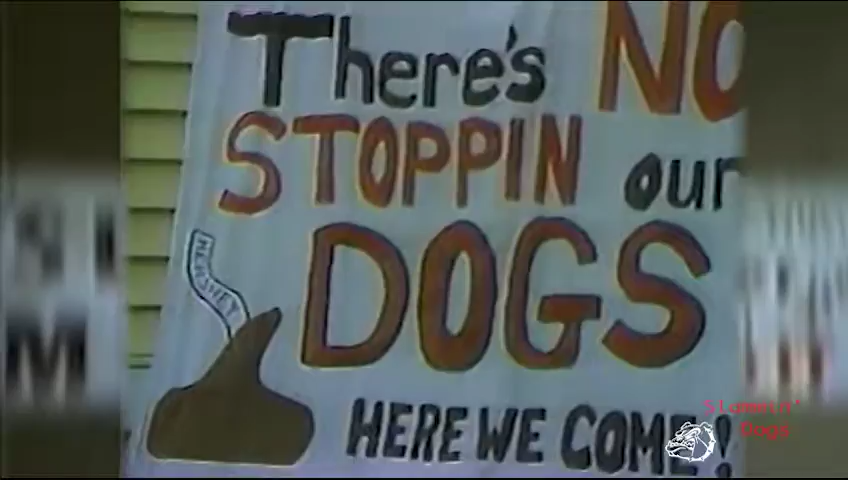 There's NO
STOPPIN our
HERSHEY
DOGS
HERE WE COME!
Slammin'
Dogs